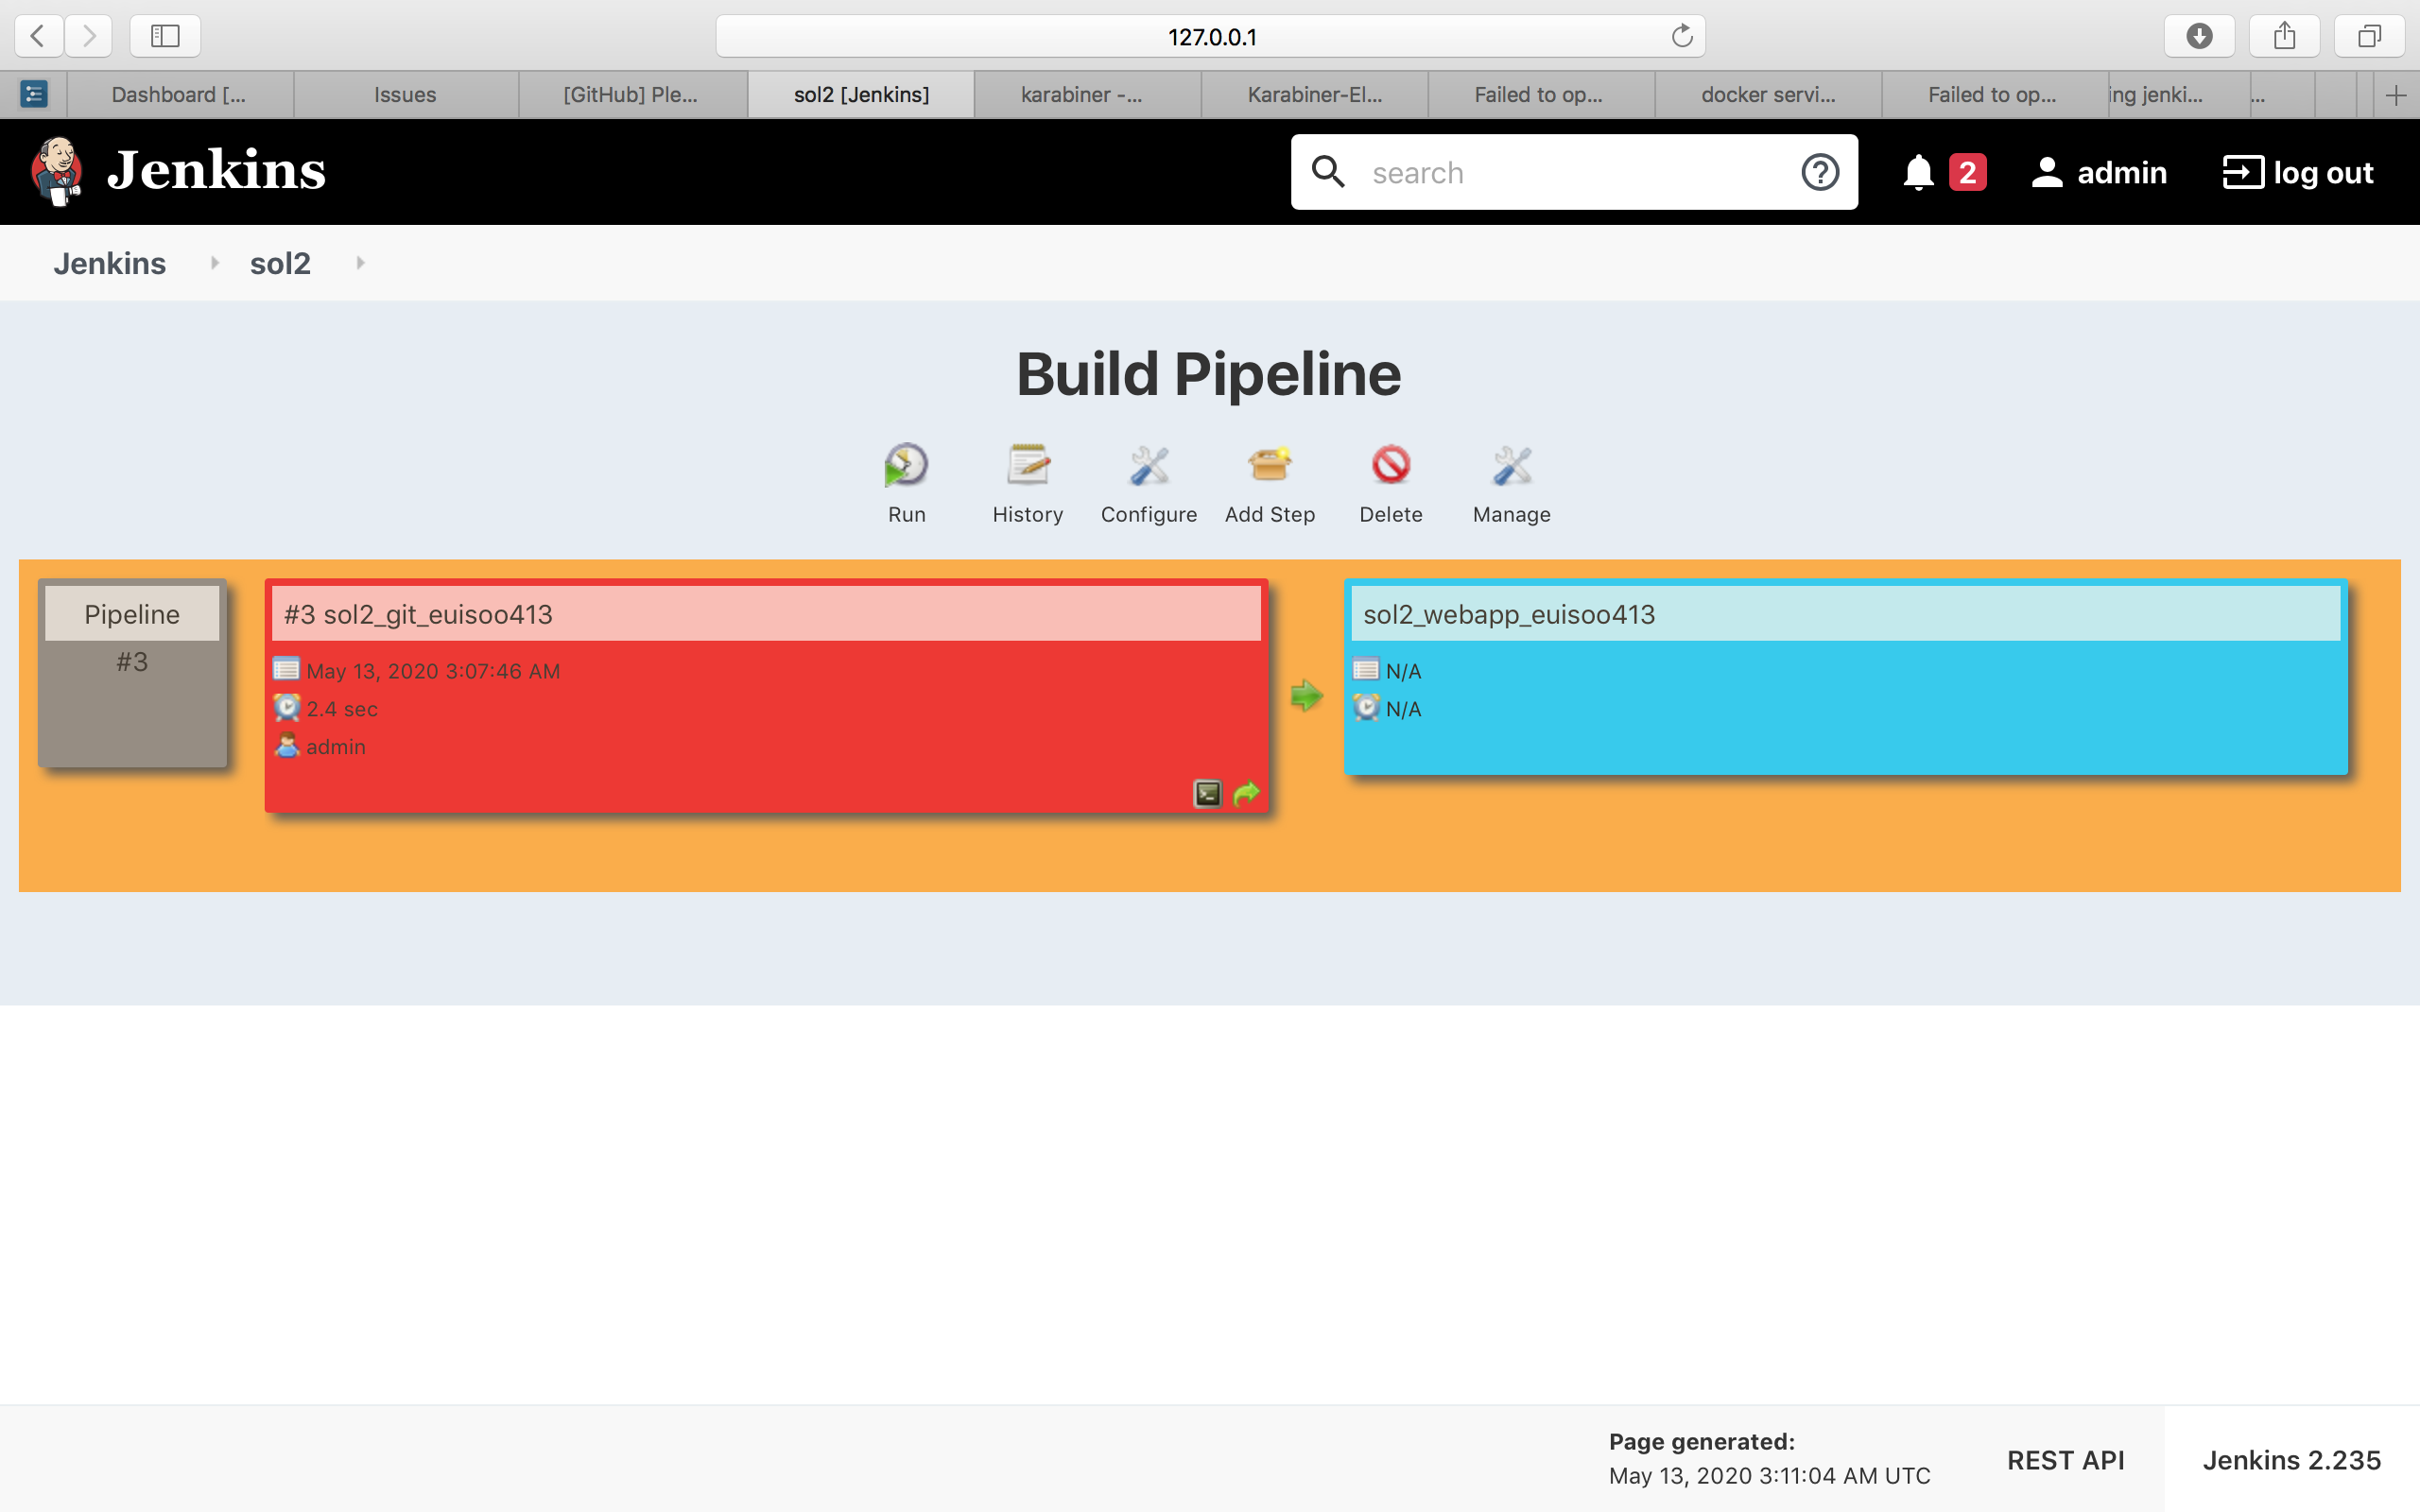 127.0.0.1
Dashboard [...
Issues
[GitHub] Ple...
sol2 [Jenkins]
karabiner -...
Karabiner-El...
Failed to op...
docker servi...
Failed to op...
ing jenki...
...
Jenkins
search
2
admin
log out
Jenkins
sol2
Build Pipeline
Run
History
Configure
Add Step
Delete
Manage
Pipeline
#3
#3 sol2_git_euisoo413
May 13, 2020 3:07:46 AM
2.4 sec
admin
sol2_webapp_euisoo413
N/A
N/A
Page generated:
May 13, 2020 3:11:04 AM UTC
REST API
Jenkins 2.235